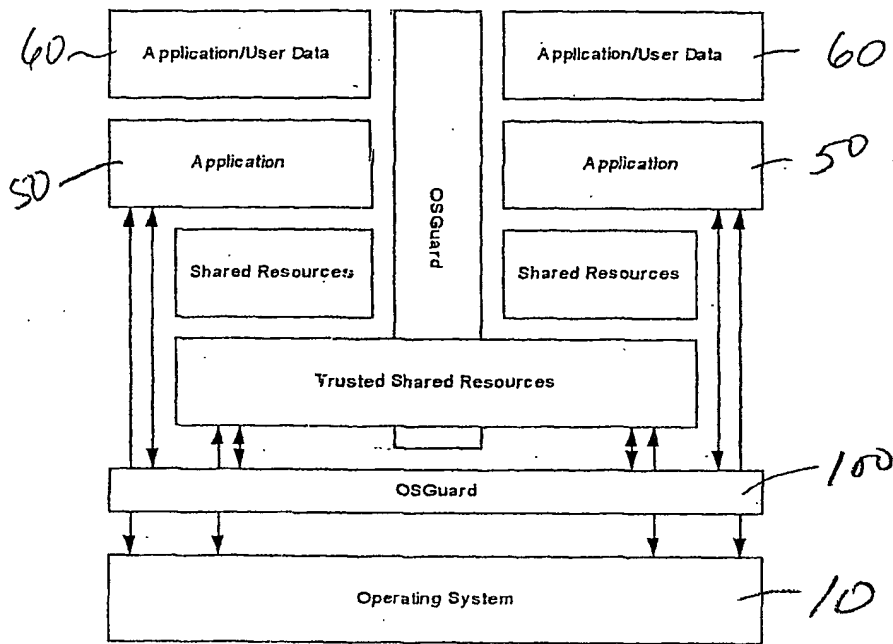 60 Application/User Data Application/User Data 60
50 Application Application 50
OSGuard
Shared Resources Shared Resources
Trusted Shared Resources
OSGuard 100
Operating System 10